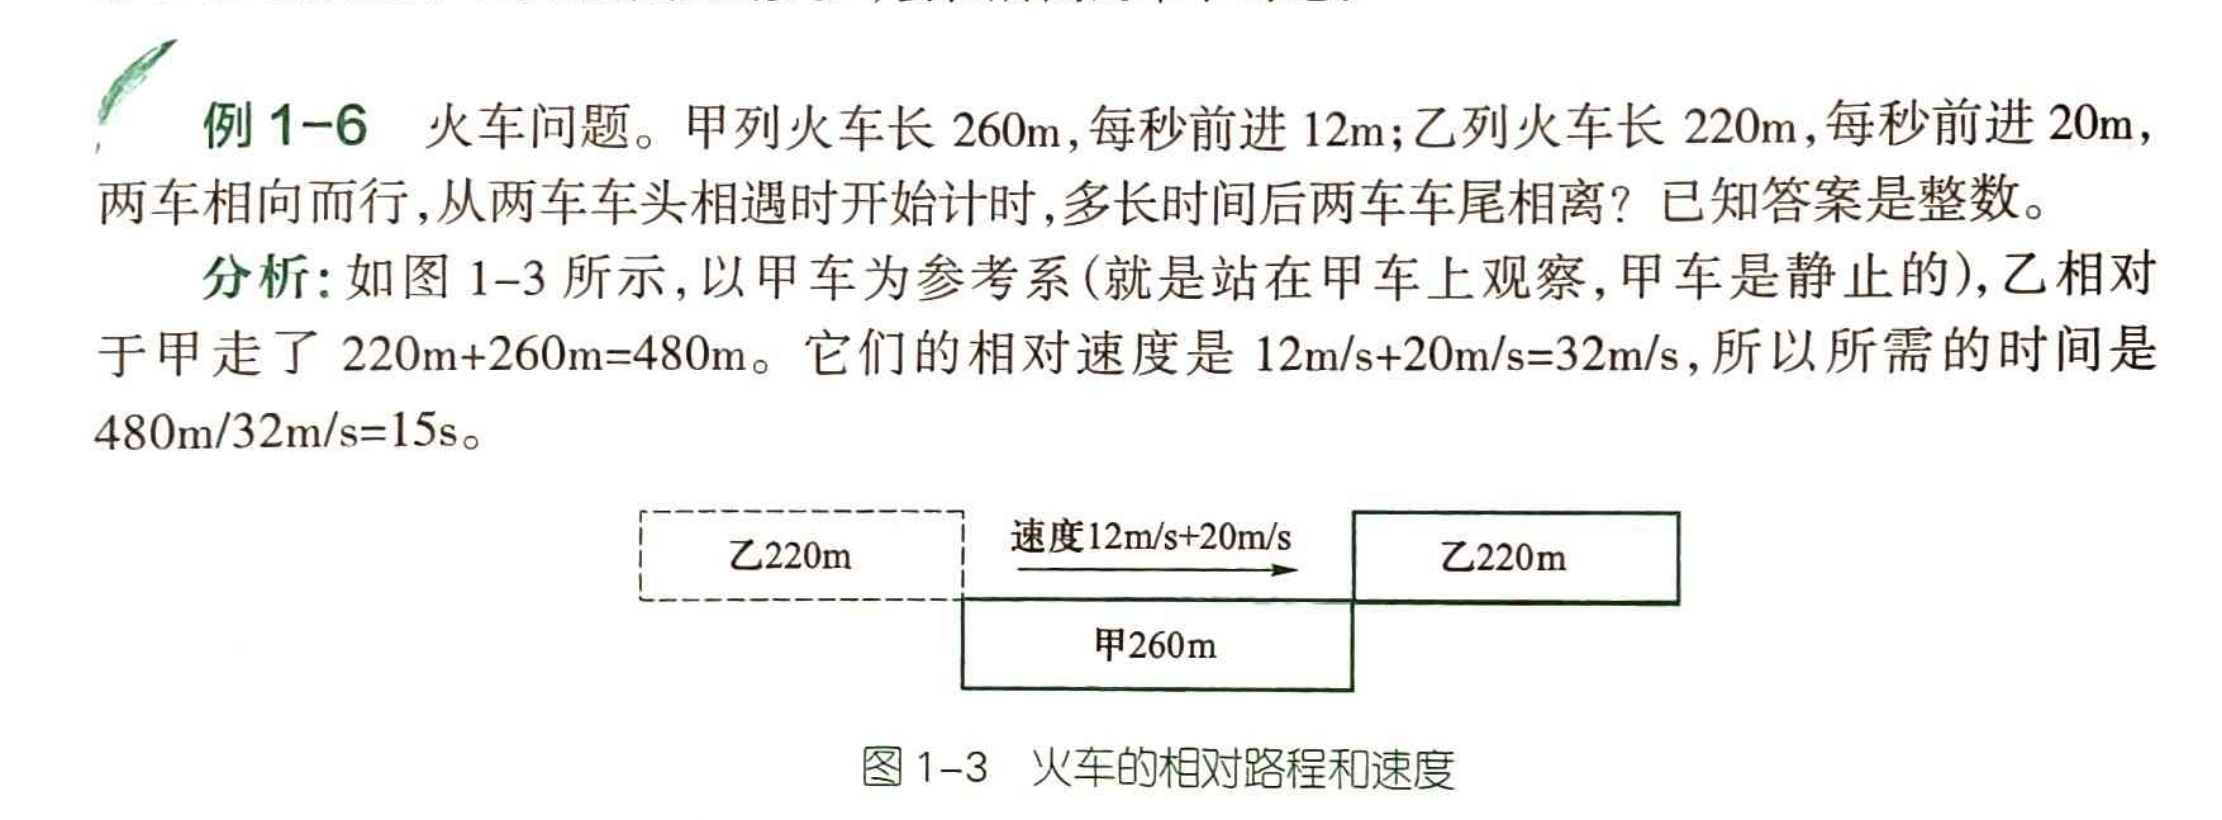 例 1-6 火车问题。甲列火车长 260m,每秒前进 12m;乙列火车长 220m,每秒前进 20m,
两车相向而行,从两车车头相遇时开始计时,多长时间后两车车尾相离?已知答案是整数。
分析:如图 1-3 所示,以甲车为参考系(就是站在甲车上观察,甲车是静止的),乙相对
于甲走了 220m+260m=480m。它们的相对速度是 12m/s+20m/s=32m/s,所以所需的时间是
480m/32m/s=15s。
乙220m
速度12m/s+20m/s
乙220m
甲260m
图 1-3 火车的相对路程和速度